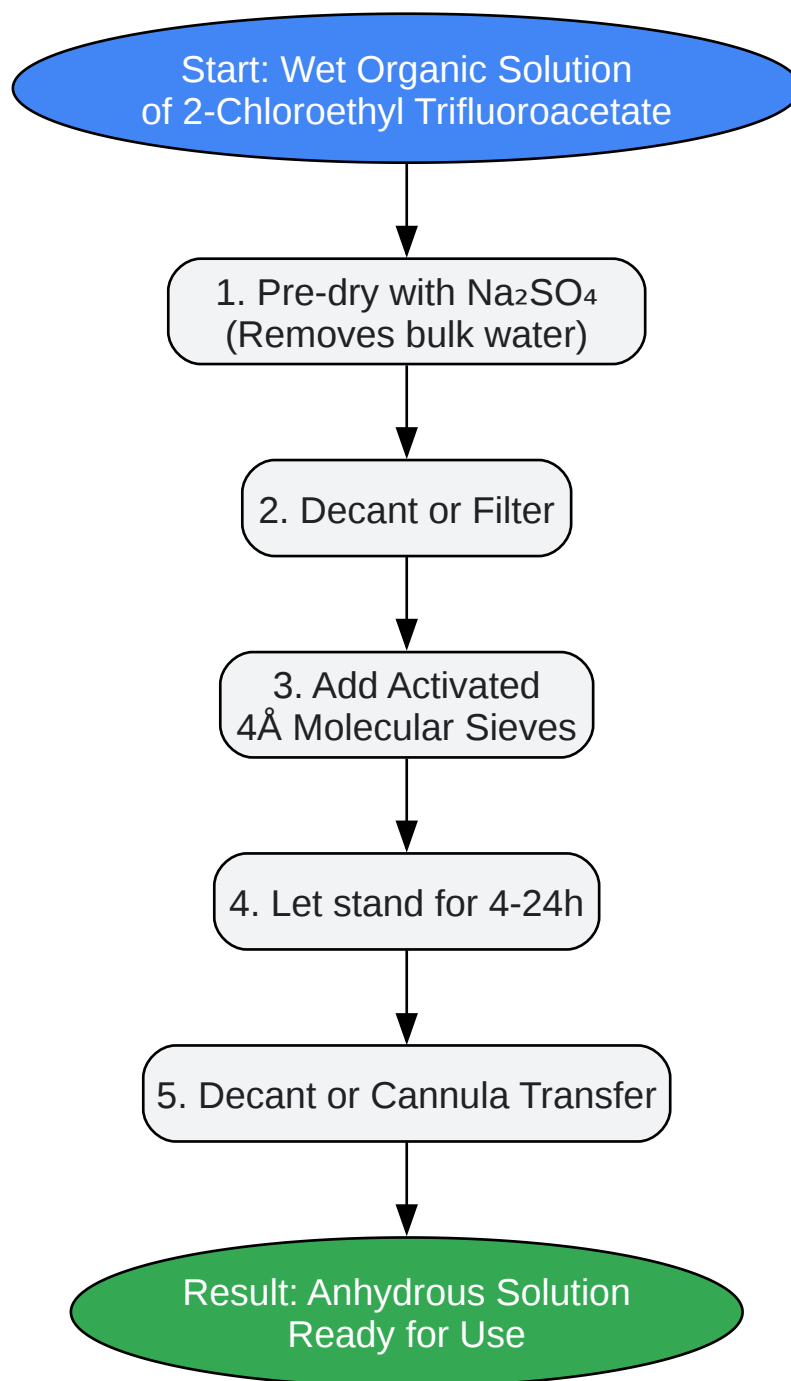 Start: Wet Organic Solution
of 2-Chloroethyl Trifluoroacetate
1. Pre-dry with Na₂SO₄
(Removes bulk water)
2. Decant or Filter
3. Add Activated
4Å Molecular Sieves
4. Let stand for 4-24h
5. Decant or Cannula Transfer
Result: Anhydrous Solution
Ready for Use